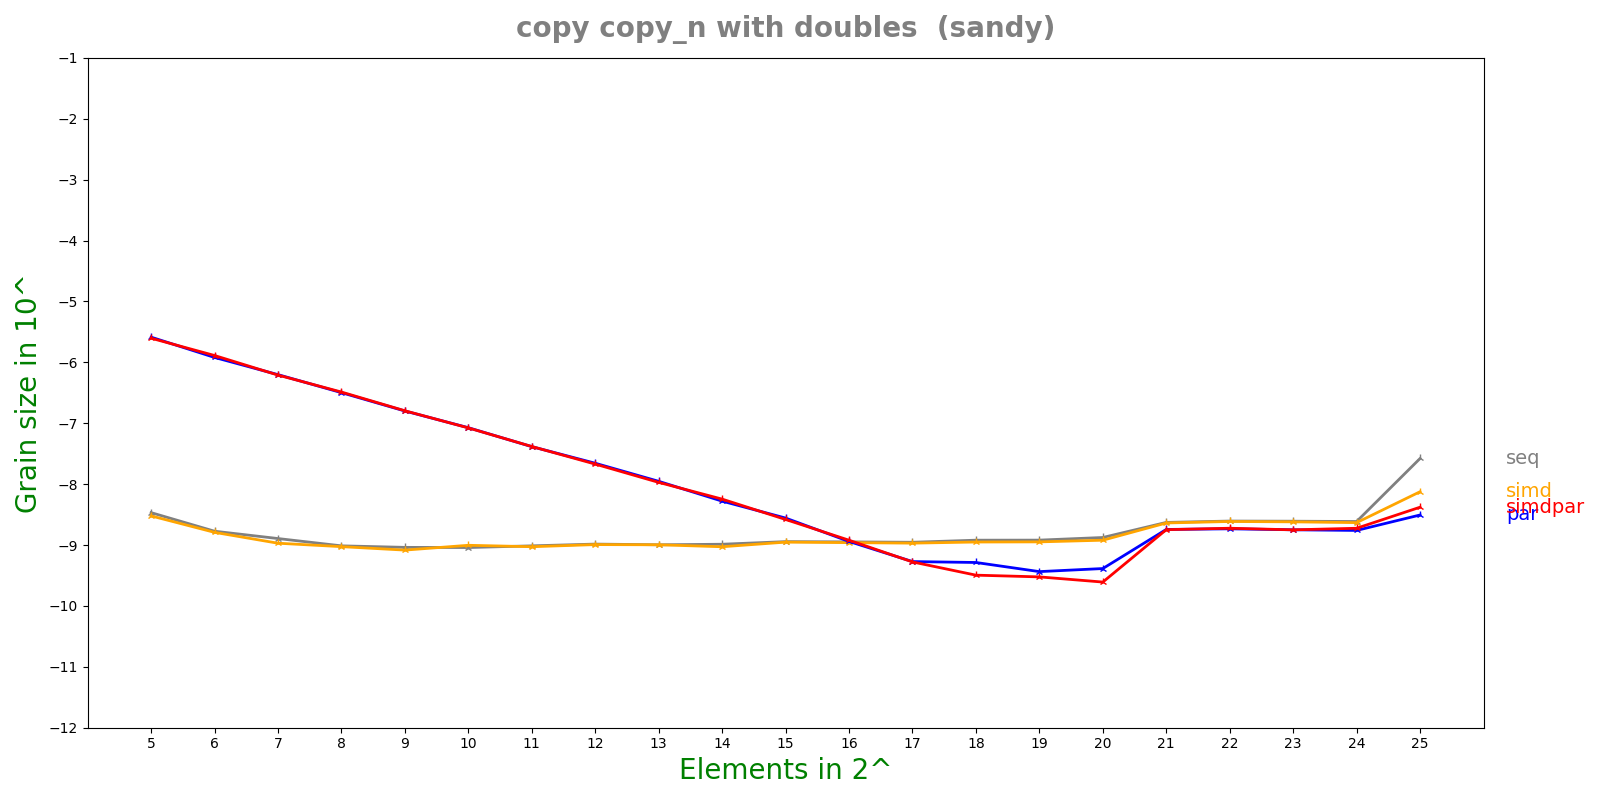 copy copy_n with doubles  (sandy)
Grain size in 10^
−1
−2
−3
−4
−5
−6
−7
−8
−9
−10
−11
−12
seq
simd
simdpar
par
5 6 7 8 9 10 11 12 13 14 15 16 17 18 19 20 21 22 23 24 25
Elements in 2^